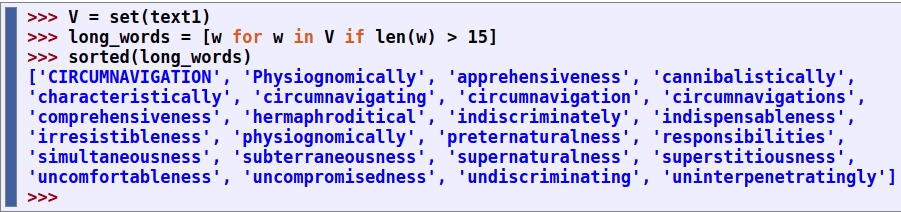 >>> V = set(text1)
>>> long_words = [w for w in V if len(w) > 15]
>>> sorted(long_words)
['CIRCUMNAVIGATION', 'Physiognomically', 'apprehensiveness', 'cannibalistically',
'characteristically', 'circumnavigating', 'circumnavigation', 'circumnavigations',
'comprehensiveness', 'hermaphroditical', 'indiscriminately', 'indispensableness',
'irresistibleness', 'physiognomically', 'preternaturalness', 'responsibilities',
'simultaneousness', 'subterraneousness', 'supernaturalness', 'superstitiousness',
'uncomfortableness', 'uncompromisedness', 'undiscriminating', 'uninterpenetratingly']
>>>